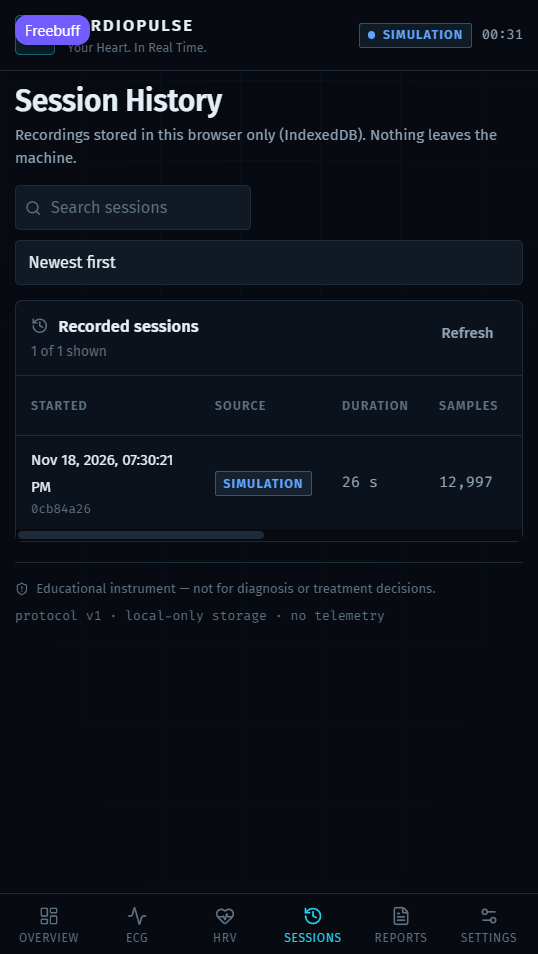 Freebuff
RDIOPULSE
Your Heart. In Real Time.
SIMULATION
00:31
Session History
Recordings stored in this browser only (IndexedDB). Nothing leaves the
machine.
Search sessions
Newest first
Recorded sessions
1 of 1 shown
Refresh
STARTED SOURCE DURATION SAMPLES
Nov 18, 2026, 07:30:21
PM
0cb84a26
SIMULATION
26 s
12,997
Educational instrument — not for diagnosis or treatment decisions.
protocol v1 · local-only storage · no telemetry
OVERVIEW ECG HRV SESSIONS REPORTS SETTINGS